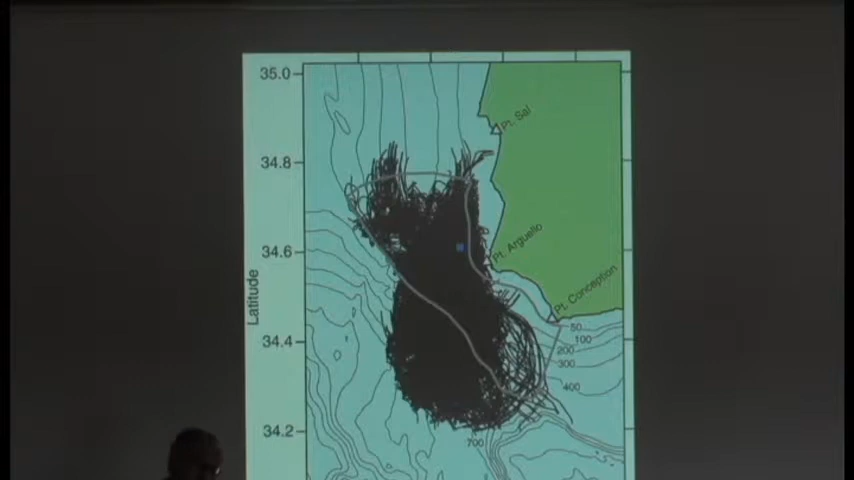 35.0
Pt. Sal
34.8
34.6
Pt. Arguello
Latitude
Pt. Conception
34.4
50
100
200
300
400
34.2
700